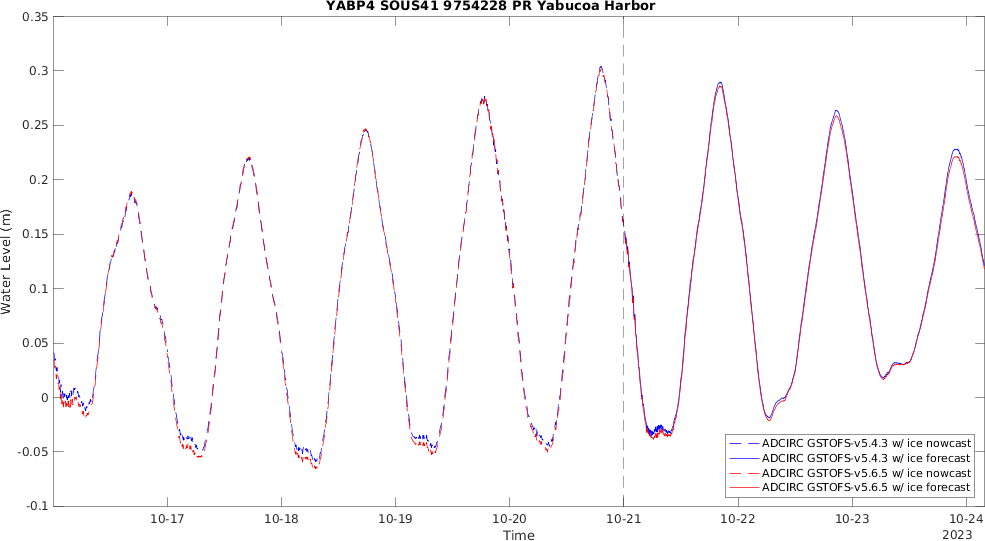 YABP4 SOUS41 9754228 PR Yabucoa Harbor
0.35
0.3
0.25
0.2
0.15
0.1
0.05
0
-0.05
-0.1
Water Level (m)
10-17 10-18 10-19 10-20 10-21 10-22 10-23 10-24
Time
2023
ADCIRC GSTOFS-v5.4.3 w/ ice nowcast
ADCIRC GSTOFS-v5.4.3 w/ ice forecast
ADCIRC GSTOFS-v5.6.5 w/ ice nowcast
ADCIRC GSTOFS-v5.6.5 w/ ice forecast